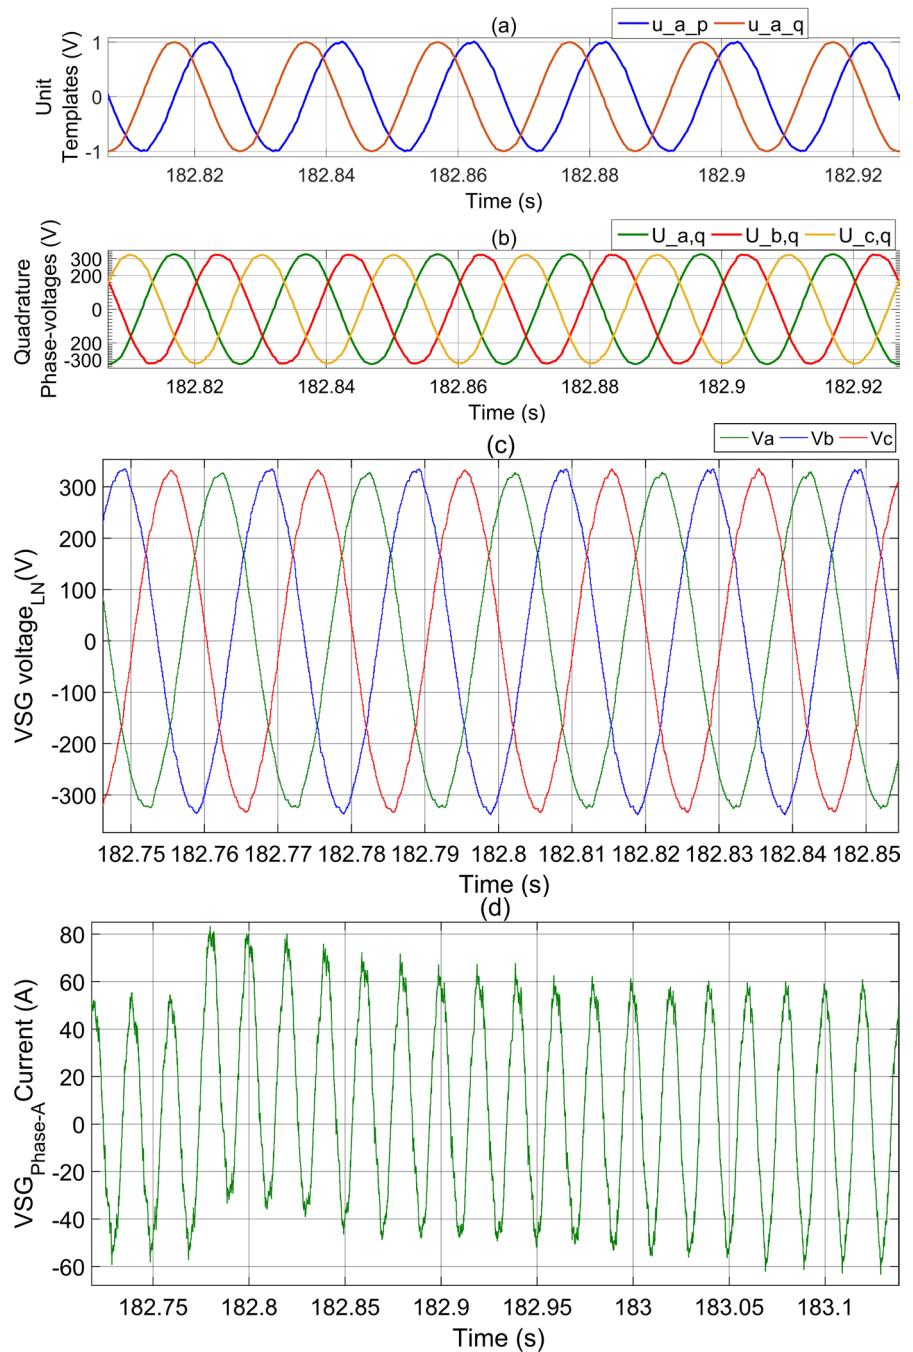 (a)
u_a_p u_a_q
Unit
Templates (V)
1
0
-1
182.82 182.84 182.86 182.88 182.9 182.92
Time (s)
(b)
U_a,q U_b,q U_c,q
Quadrature
Phase-voltages (V)
300
200
0
200
-300
182.82 182.84 182.86 182.88 182.9 182.92
Time (s)
(c)
Va Vb Vc
VSG voltage_LN(V)
300
200
100
0
-100
-200
-300
182.75 182.76 182.77 182.78 182.79 182.8 182.81 182.82 182.83 182.84 182.85
Time (s)
(d)
VSG_Phase-A Current (A)
80
60
40
20
0
-20
-40
-60
182.75 182.8 182.85 182.9 182.95 183 183.05 183.1
Time (s)